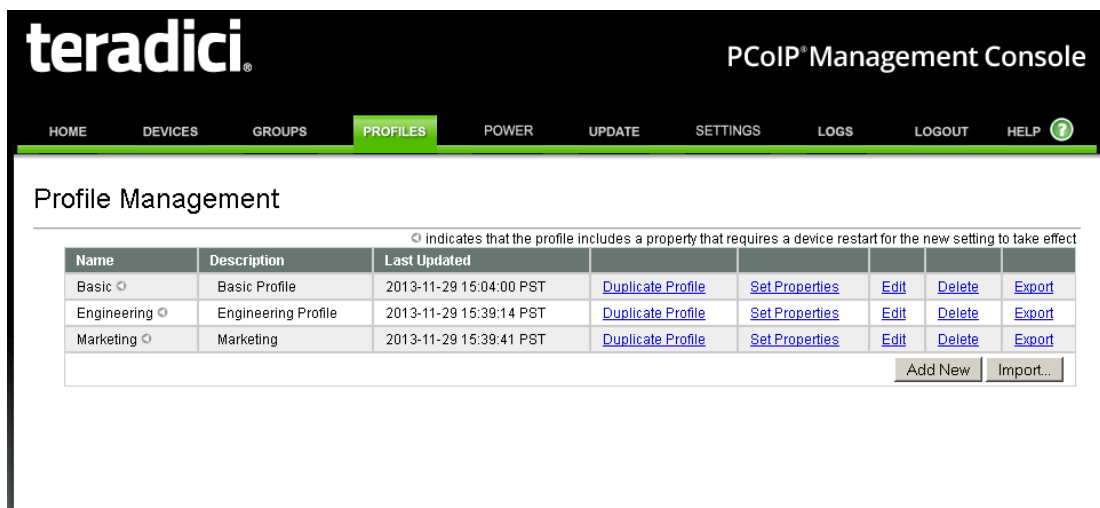 teradici®
PCoIP® Management Console
HOME DEVICES GROUPS PROFILES POWER UPDATE SETTINGS LOGS LOGOUT HELP ?
Profile Management
indicates that the profile includes a property that requires a device restart for the new setting to take effect
Name Description Last Updated
Basic Basic Profile 2013-11-29 15:04:00 PST Duplicate Profile Set Properties Edit Delete Export
Engineering Engineering Profile 2013-11-29 15:39:14 PST Duplicate Profile Set Properties Edit Delete Export
Marketing Marketing 2013-11-29 15:39:41 PST Duplicate Profile Set Properties Edit Delete Export
Add New Import...